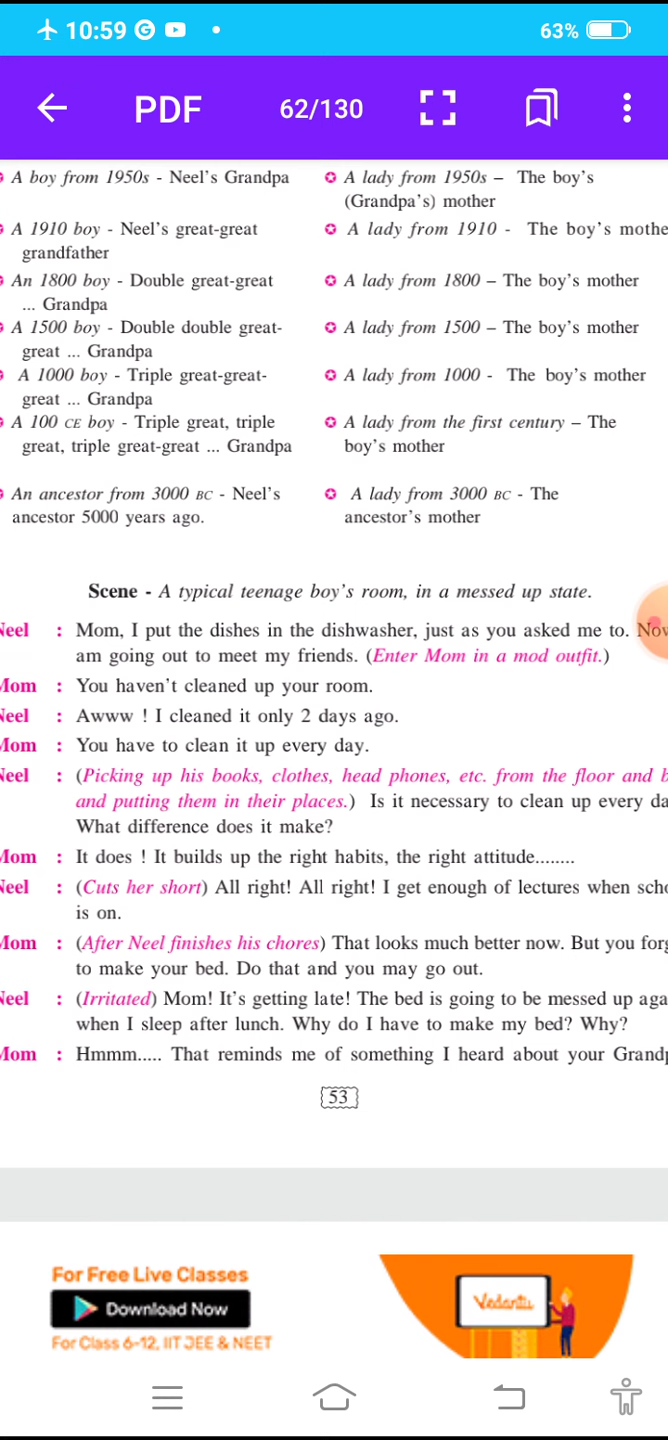 10:59
63%
PDF 62/130
A boy from 1950s - Neel's Grandpa
A lady from 1950s – The boy's
(Grandpa's) mother
A 1910 boy - Neel's great-great
grandfather
A lady from 1910 - The boy's mothe
An 1800 boy - Double great-great
... Grandpa
A lady from 1800 – The boy's mother
A 1500 boy - Double double great-
great ... Grandpa
A lady from 1500 – The boy's mother
A 1000 boy - Triple great-great-
great ... Grandpa
A lady from 1000 - The boy's mother
A 100 CE boy - Triple great, triple
great, triple great-great ... Grandpa
A lady from the first century – The
boy's mother
An ancestor from 3000 BC - Neel's
ancestor 5000 years ago.
A lady from 3000 BC - The
ancestor's mother
Scene - A typical teenage boy's room, in a messed up state.
Neel : Mom, I put the dishes in the dishwasher, just as you asked me to. Nov
am going out to meet my friends. (Enter Mom in a mod outfit.)
Mom : You haven't cleaned up your room.
Neel : Awww ! I cleaned it only 2 days ago.
Mom : You have to clean it up every day.
Neel : (Picking up his books, clothes, head phones, etc. from the floor and b
and putting them in their places.) Is it necessary to clean up every da
What difference does it make?
Mom : It does ! It builds up the right habits, the right attitude........
Neel : (Cuts her short) All right! All right! I get enough of lectures when scho
is on.
Mom : (After Neel finishes his chores) That looks much better now. But you forg
to make your bed. Do that and you may go out.
Neel : (Irritated) Mom! It's getting late! The bed is going to be messed up aga
when I sleep after lunch. Why do I have to make my bed? Why?
Mom : Hmmm..... That reminds me of something I heard about your Grandp
53
For Free Live Classes
Download Now
For Class 6-12, IIT JEE & NEET
Vedantu